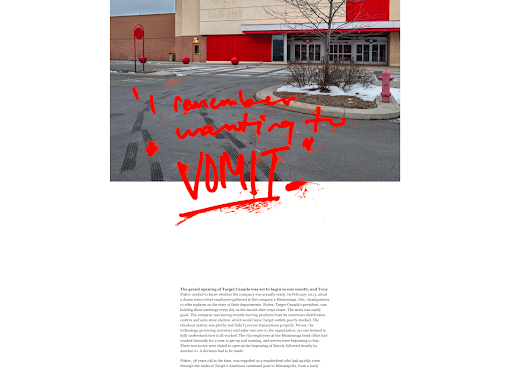 "I remember
wanting to
VOMIT."
The grand opening of Target Canada was set to begin in one month, and Tony
Fisher needed to know whether the company was actually ready. In February 2013, about
a dozen senior-level employees gathered at the company's Mississauga, Ont., headquarters
to offer updates on the state of their departments. Fisher, Target Canada's president, was
holding these meetings every day as the launch date crept closer. The news was rarely
good. The company was having trouble moving products from its cavernous distribution
centres and onto store shelves, which would leave Target outlets poorly stocked. The
checkout system was glitchy and didn't process transactions properly. Worse, the
technology governing inventory and sales was new to the organization; no one seemed to
fully understand how it all worked. The 750 employees at the Mississauga head office had
worked furiously for a year to get up and running, and nerves were beginning to fray.
Three test stores were slated to open at the beginning of March, followed shortly by
another 21. A decision had to be made.
Fisher, 38 years old at the time, was regarded as a wunderkind who had quickly risen
through the ranks at Target's American command post in Minneapolis, from a lowly